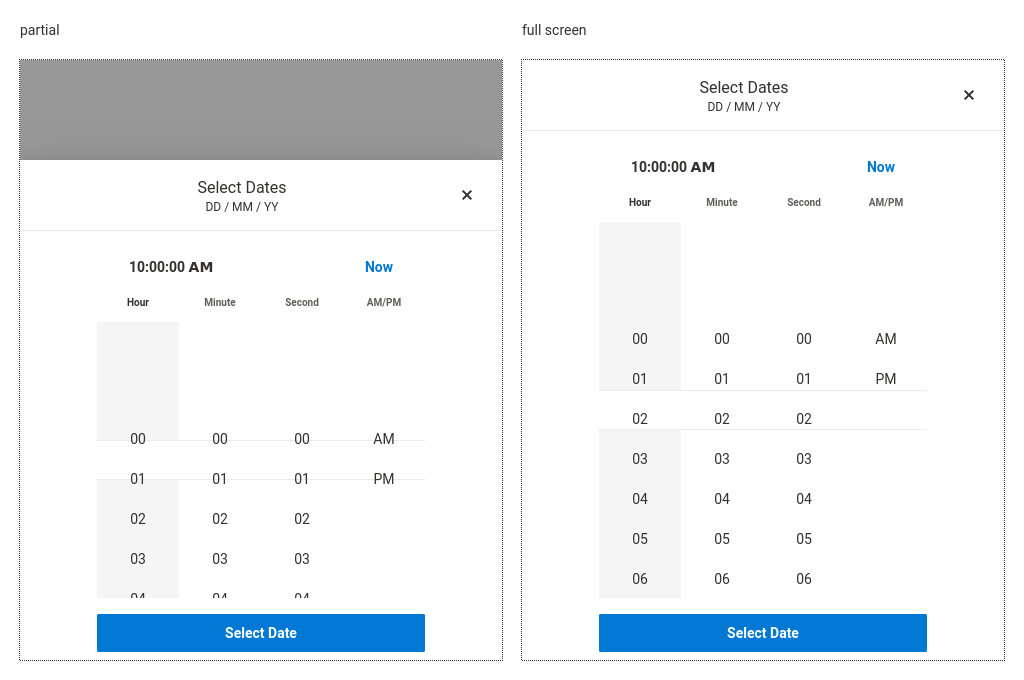 partial
Select Dates
DD / MM / YY
×
10:00:00 AM Now
Hour Minute Second AM/PM
00 00 00 AM
01 01 01 PM
02 02 02
03 03 03
04 04 04
Select Date
full screen
Select Dates
DD / MM / YY
×
10:00:00 AM Now
Hour Minute Second AM/PM
00 00 00 AM
01 01 01 PM
02 02 02
03 03 03
04 04 04
05 05 05
06 06 06
Select Date